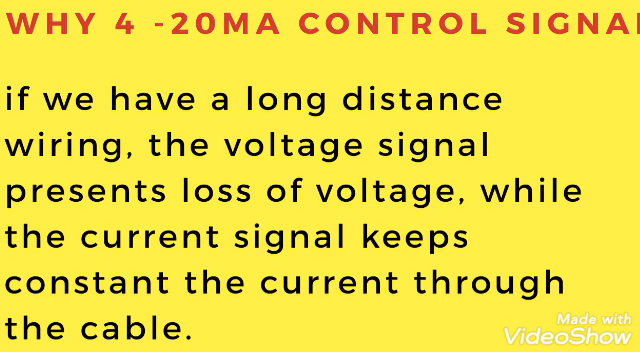 WHY 4 -20MA CONTROL SIGNAL
if we have a long distance
wiring, the voltage signal
presents loss of voltage, while
the current signal keeps
constant the current through
the cable.
Made with
VideoShow